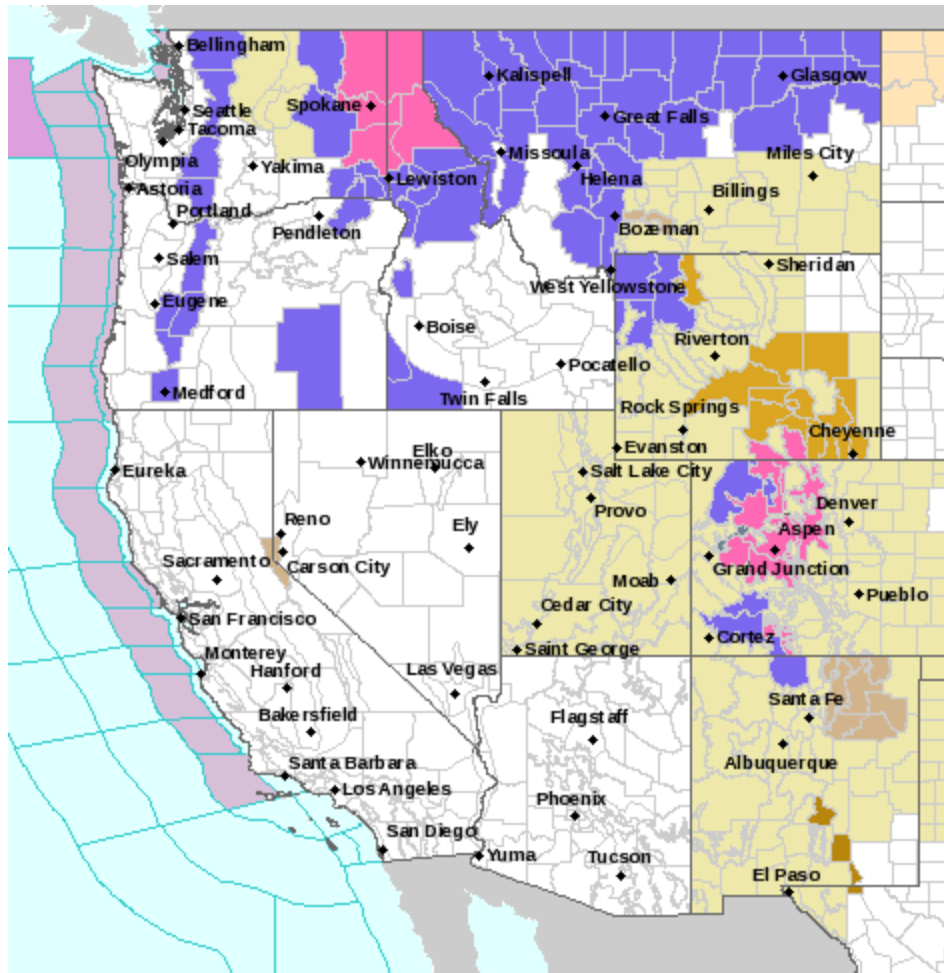 Bellingham
Kalispell
Glasgow
Spokane
Seattle
Great Falls
Tacoma
Olympia
Yakima
Missoula
Miles City
Helena
Lewiston
Astoria
Billings
Portland
Pendleton
Bozeman
Salem
Sheridan
West Yellowstone
Eugene
Boise
Riverton
Pocatello
Medford
Twin Falls
Rock Springs
Cheyenne
Evanston
Elko
Winnemucca
Eureka
Salt Lake City
Provo
Denver
Reno
Ely
Aspen
Sacramento
Carson City
Grand Junction
Moab
Pueblo
Cedar City
San Francisco
Cortez
Saint George
Monterey
Hanford
Las Vegas
Santa Fe
Bakersfield
Flagstaff
Albuquerque
Santa Barbara
Los Angeles
Phoenix
San Diego
Yuma
Tucson
El Paso